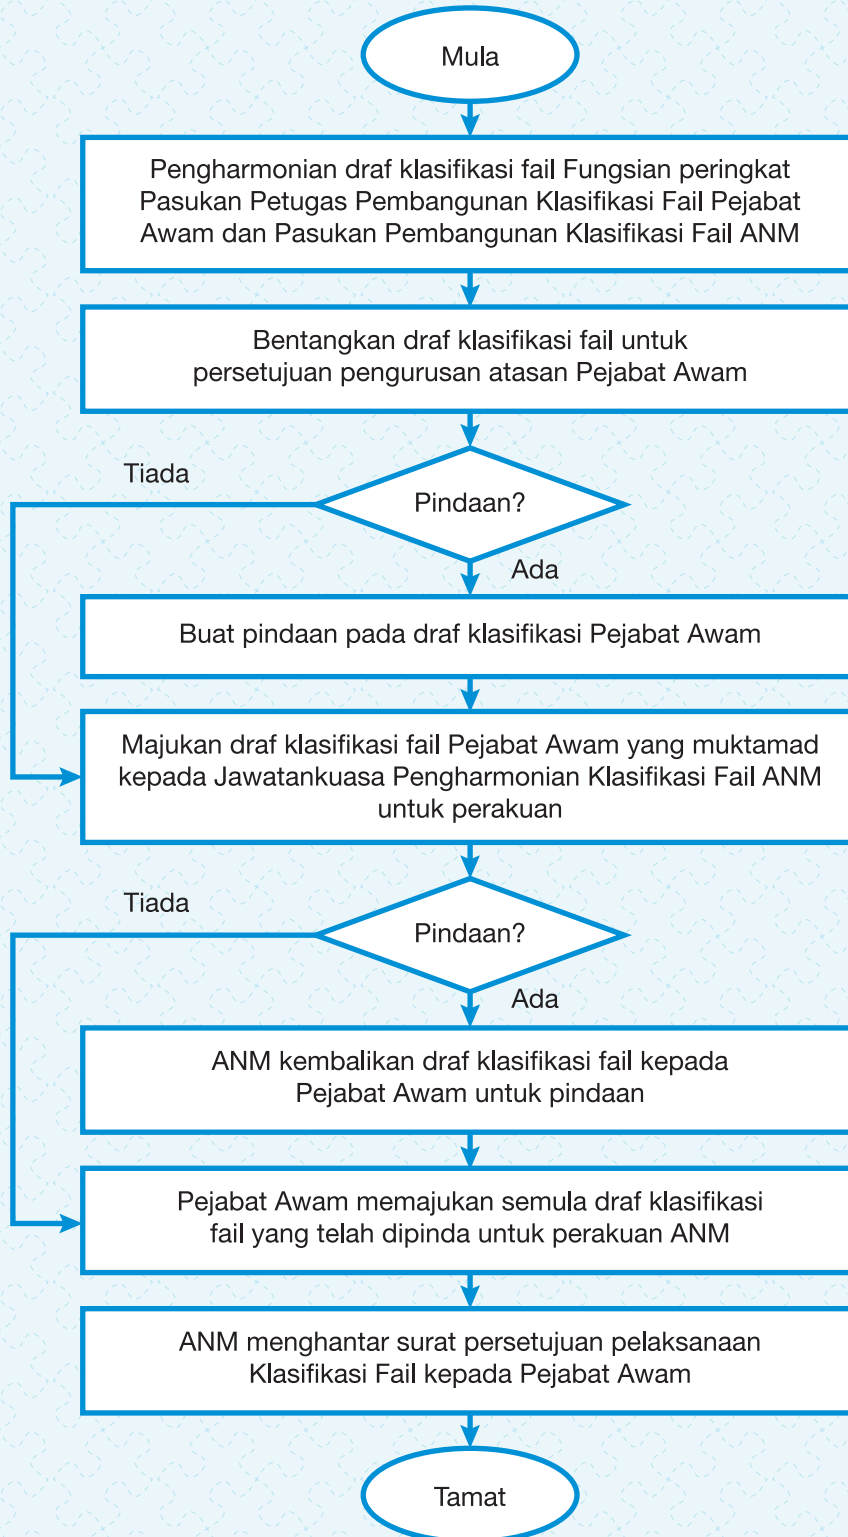 Mula
Pengharmonian draf klasifikasi fail Fungsian peringkat
Pasukan Petugas Pembangunan Klasifikasi Fail Pejabat
Awam dan Pasukan Pembangunan Klasifikasi Fail ANM
Bentangkan draf klasifikasi fail untuk
persetujuan pengurusan atasan Pejabat Awam
Tiada
Pindaan?
Ada
Buat pindaan pada draf klasifikasi Pejabat Awam
Majukan draf klasifikasi fail Pejabat Awam yang muktamad
kepada Jawatankuasa Pengharmonian Klasifikasi Fail ANM
untuk perakuan
Tiada
Pindaan?
Ada
ANM kembalikan draf klasifikasi fail kepada
Pejabat Awam untuk pindaan
Pejabat Awam memajukan semula draf klasifikasi
fail yang telah dipinda untuk perakuan ANM
ANM menghantar surat persetujuan pelaksanaan
Klasifikasi Fail kepada Pejabat Awam
Tamat